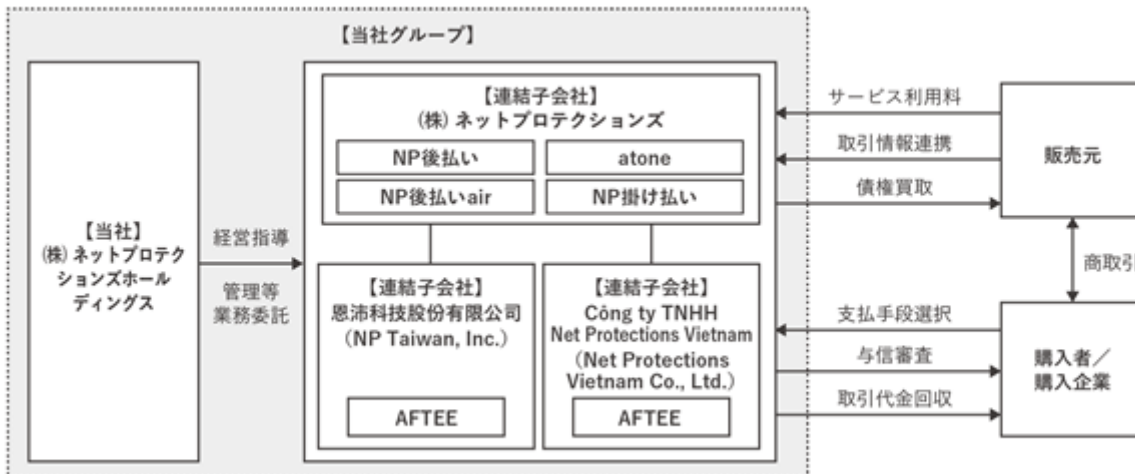 【当社グループ】
【当社】
㈱ ネットプロテク
ションズホール
ディングス
経営指導
管理等
業務委託
【連結子会社】
㈱ ネットプロテクションズ
NP後払い
atone
NP後払いair
NP掛け払い
【連結子会社】
恩沛科技股份有限公司
（NP Taiwan, Inc.）
AFTEE
【連結子会社】
Công ty TNHH
Net Protections Vietnam
（Net Protections
Vietnam Co., Ltd.）
AFTEE
サービス利用料
取引情報連携
債権買取
販売元
商取引
支払手段選択
与信審査
取引代金回収
購入者／
購入企業